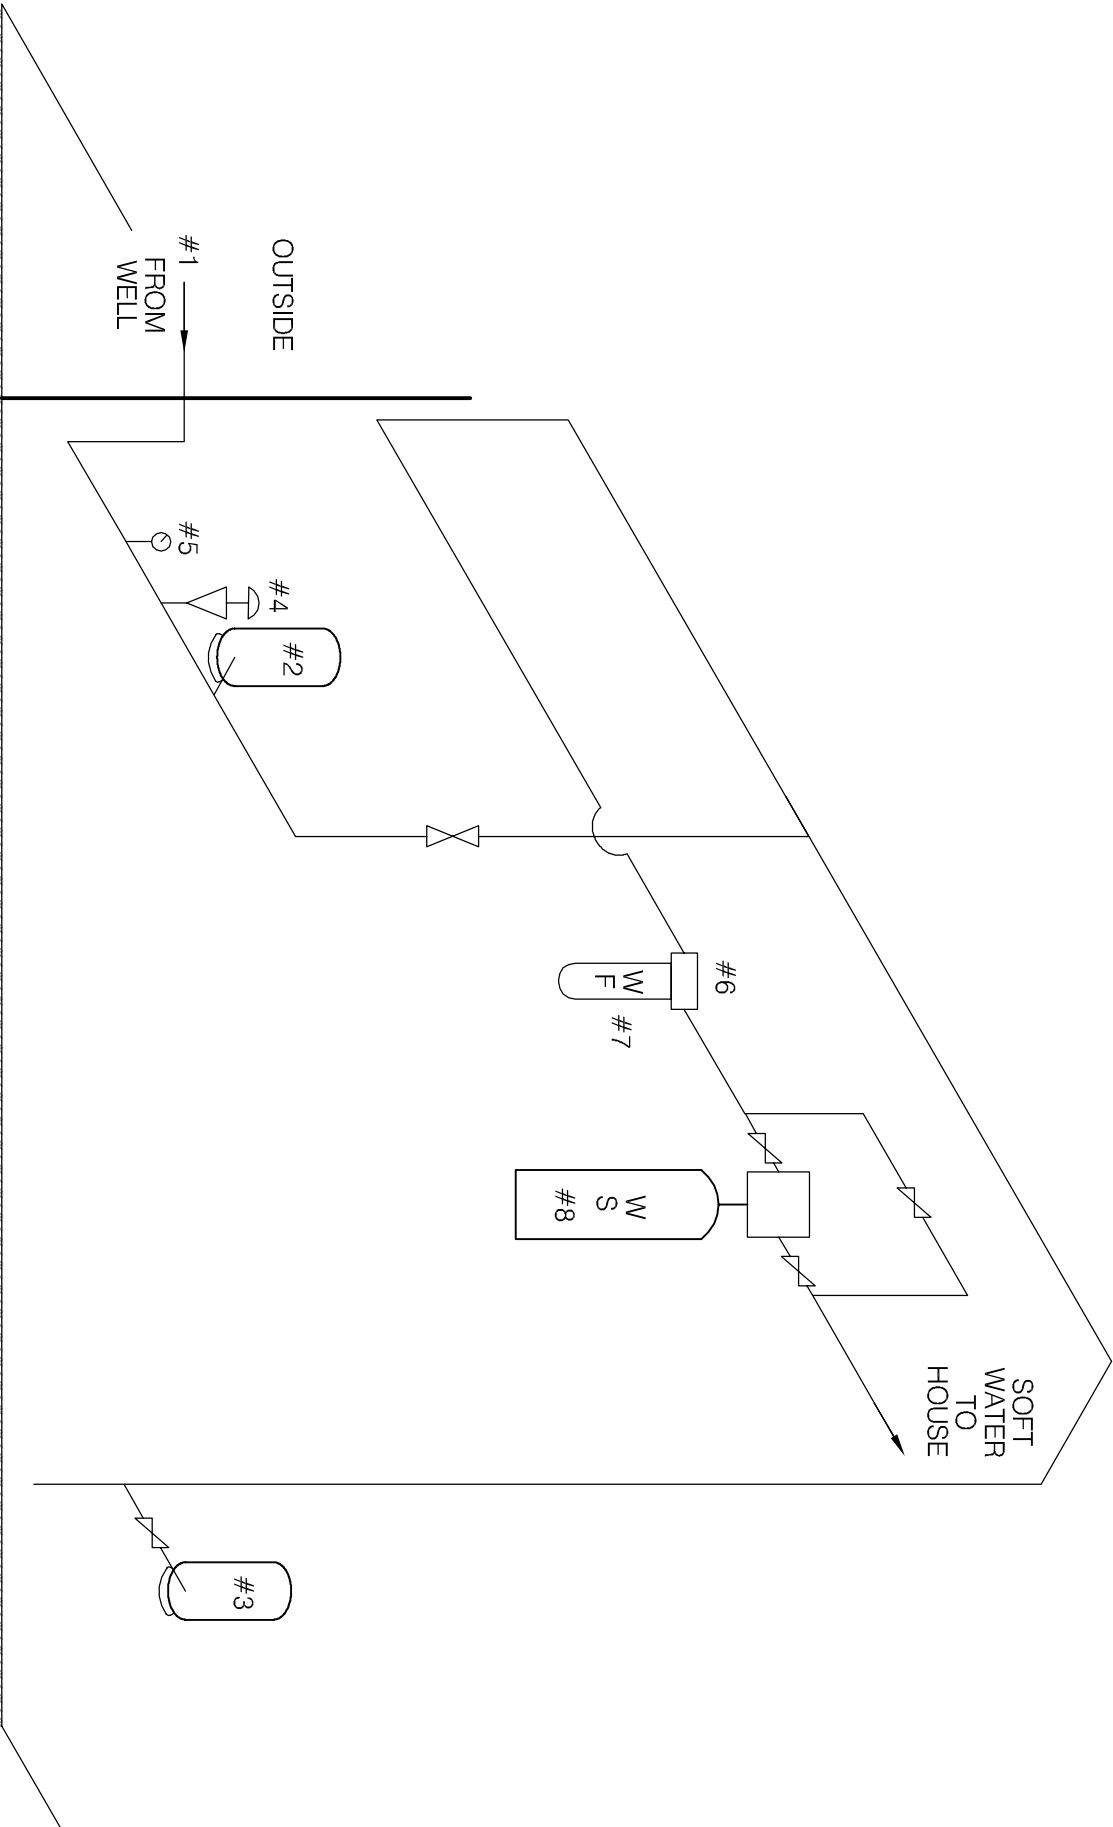 OUTSIDE
#1
FROM
WELL
#5
#4
#2
#6
W
F
#7
W
S
#8
SOFT
WATER
TO
HOUSE
#3